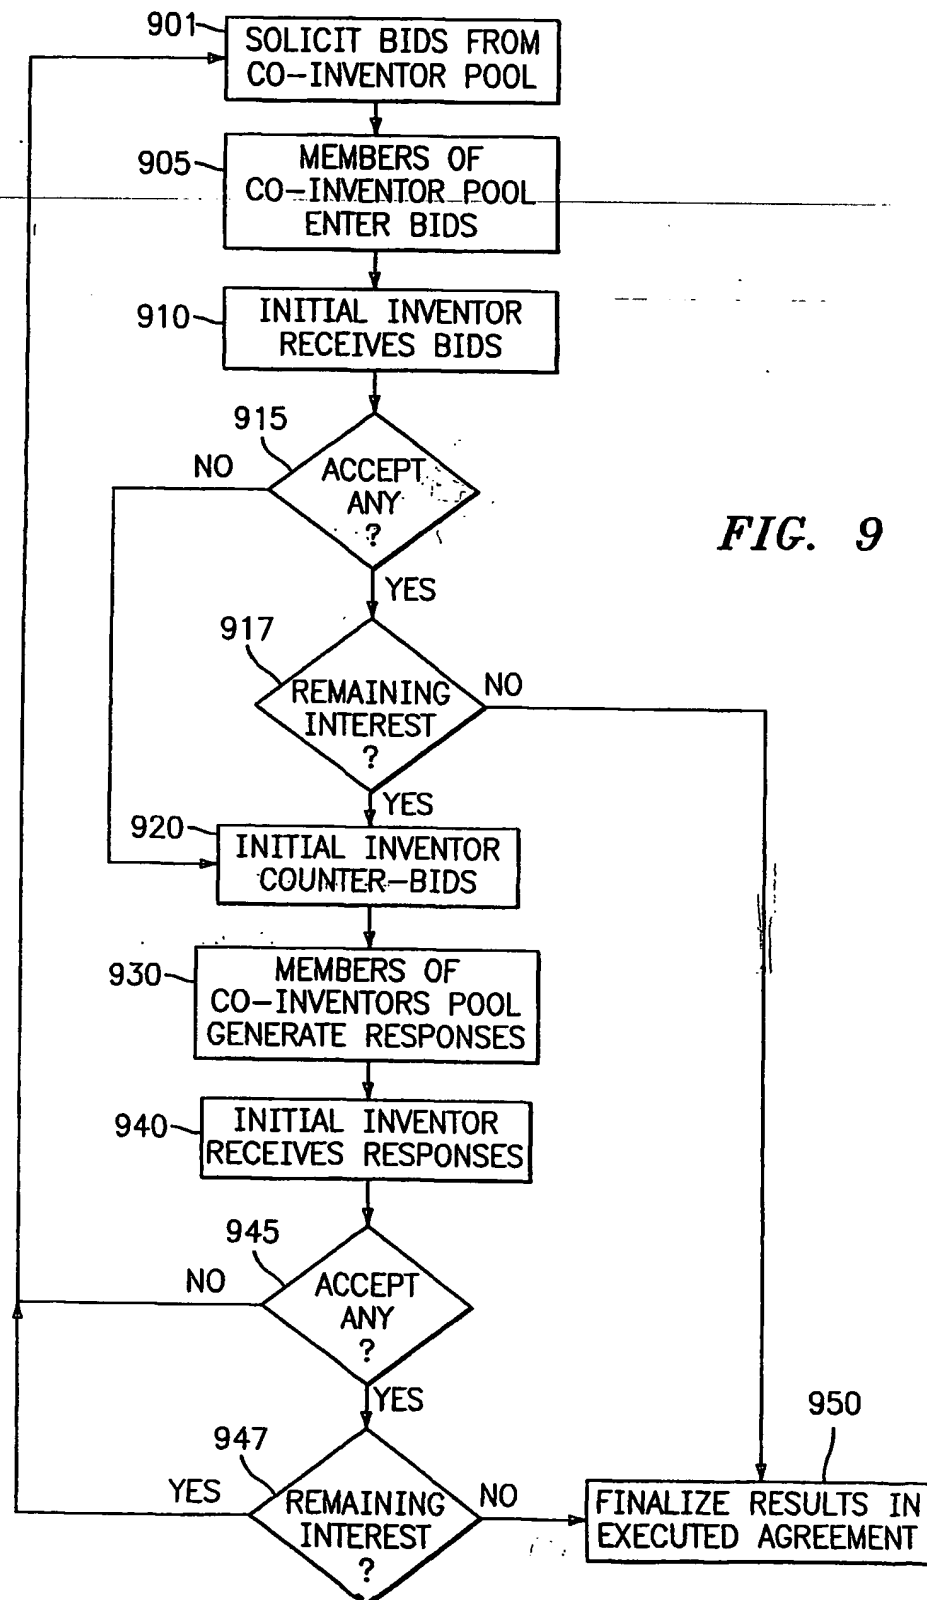 901
SOLICIT BIDS FROM
CO-INVENTOR POOL
905
MEMBERS OF
CO-INVENTOR POOL
ENTER BIDS
910
INITIAL INVENTOR
RECEIVES BIDS
915
NO
ACCEPT
ANY
?
FIG. 9
YES
917
REMAINING
INTEREST
?
NO
YES
920
INITIAL INVENTOR
COUNTER-BIDS
930
MEMBERS OF
CO-INVENTORS POOL
GENERATE RESPONSES
940
INITIAL INVENTOR
RECEIVES RESPONSES
945
NO
ACCEPT
ANY
?
YES
947
YES
REMAINING
INTEREST
?
NO
950
FINALIZE RESULTS IN
EXECUTED AGREEMENT